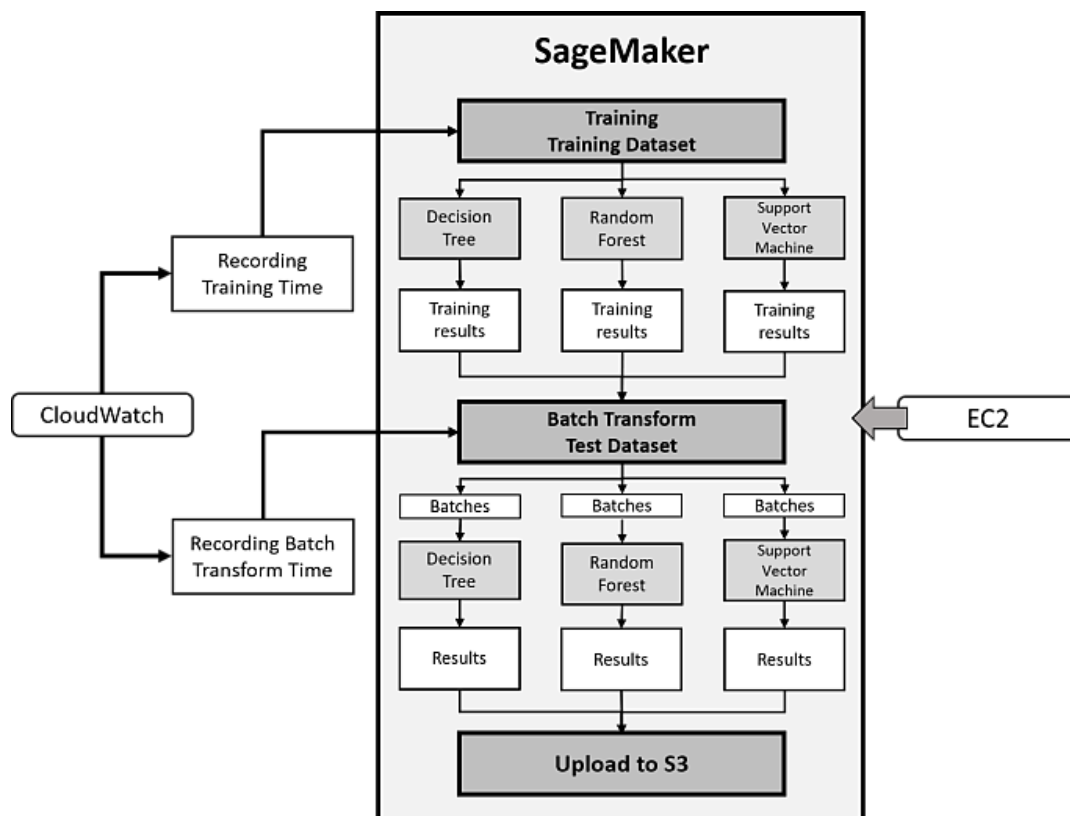 SageMaker
Training
Training Dataset
Decision
Tree
Random
Forest
Support
Vector
Machine
Recording
Training Time
Training
results
Training
results
Training
results
CloudWatch
Batch Transform
Test Dataset
EC2
Batches
Batches
Batches
Recording Batch
Transform Time
Decision
Tree
Random
Forest
Support
Vector
Machine
Results
Results
Results
Upload to S3